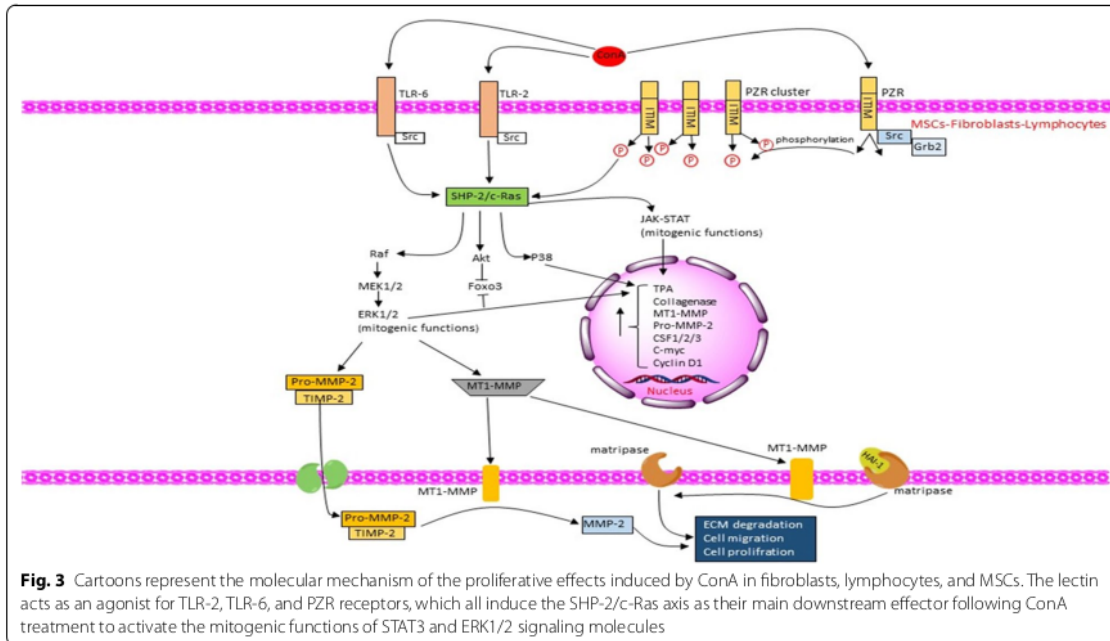 ConA
TLR-6
TLR-2
PZR cluster
PZR
ITIM
ITIM
ITIM
ITIM
MSCs-Fibroblasts-Lymphocytes
Src
Src
Src
Grb2
P
P
P
P
P
P
phosphorylation
SHP-2/c-Ras
JAK-STAT
(mitogenic functions)
Raf
Akt
P38
MEK1/2
Foxo3
ERK1/2
(mitogenic functions)
TPA
Collagenase
MT1-MMP
Pro-MMP-2
CSF1/2/3
C-myc
Cyclin D1
Nucleus
Pro-MMP-2
TIMP-2
MT1-MMP
matripase
MT1-MMP
HAI-1
MT1-MMP
matripase
Pro-MMP-2
TIMP-2
MMP-2
ECM degradation
Cell migration
Cell prolifration
Fig. 3 Cartoons represent the molecular mechanism of the proliferative effects induced by ConA in fibroblasts, lymphocytes, and MSCs. The lectin
acts as an agonist for TLR-2, TLR-6, and PZR receptors, which all induce the SHP-2/c-Ras axis as their main downstream effector following ConA
treatment to activate the mitogenic functions of STAT3 and ERK1/2 signaling molecules